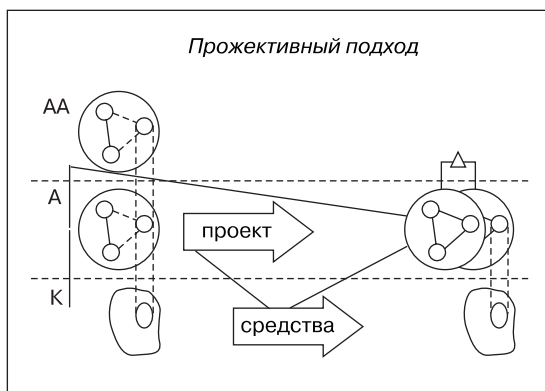 Прожективный подход
АА
А
проект
К
средства